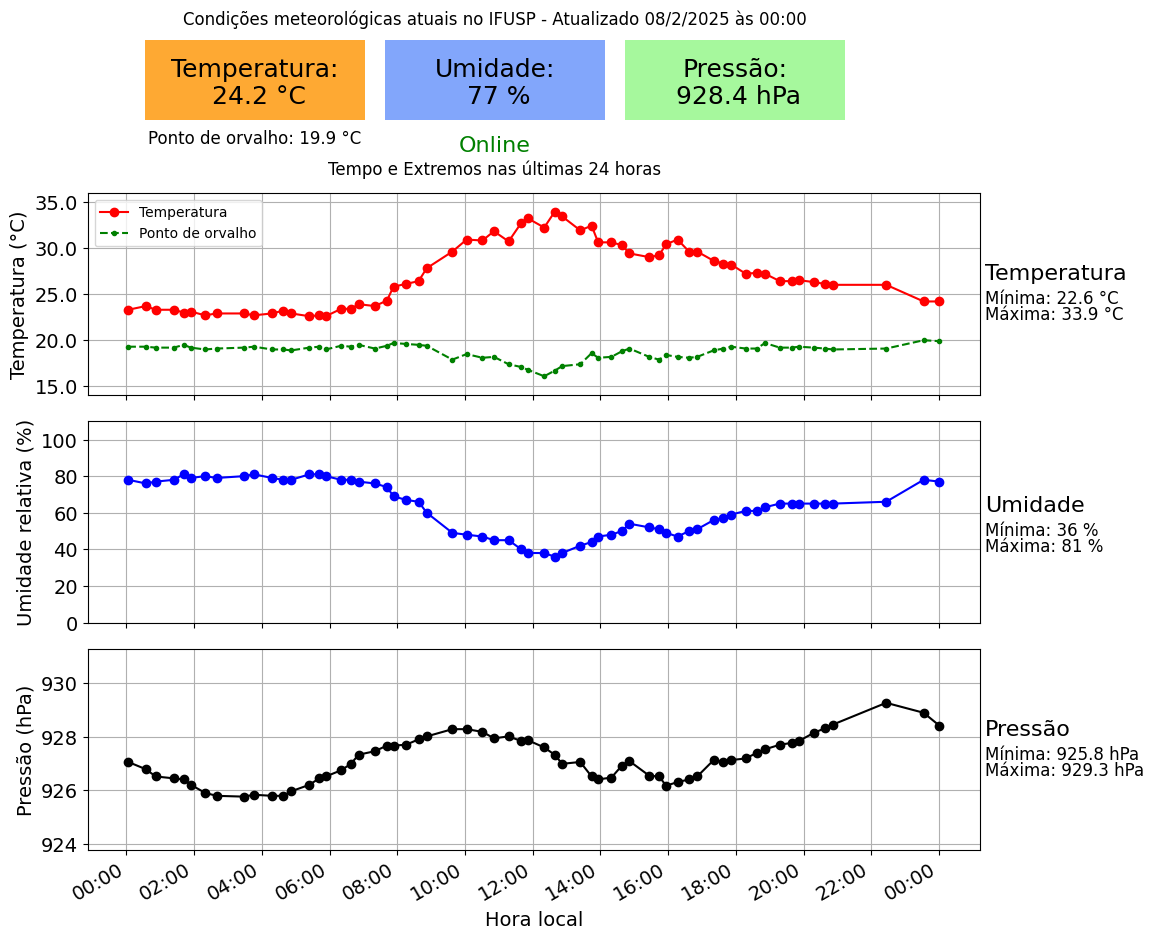 Condições meteorológicas atuais no IFUSP - Atualizado 08/2/2025 às 00:00
Temperatura:
24.2 °C
Umidade:
77 %
Pressão:
928.4 hPa
Ponto de orvalho: 19.9 °C
Online
Tempo e Extremos nas últimas 24 horas
Temperatura (°C)
35.0
30.0
25.0
20.0
15.0
Temperatura
Ponto de orvalho
Temperatura
Mínima: 22.6 °C
Máxima: 33.9 °C
Umidade relativa (%)
100
80
60
40
20
0
Umidade
Mínima: 36 %
Máxima: 81 %
Pressão (hPa)
930
928
926
924
Pressão
Mínima: 925.8 hPa
Máxima: 929.3 hPa
00:00 02:00 04:00 06:00 08:00 10:00 12:00 14:00 16:00 18:00 20:00 22:00 00:00
Hora local